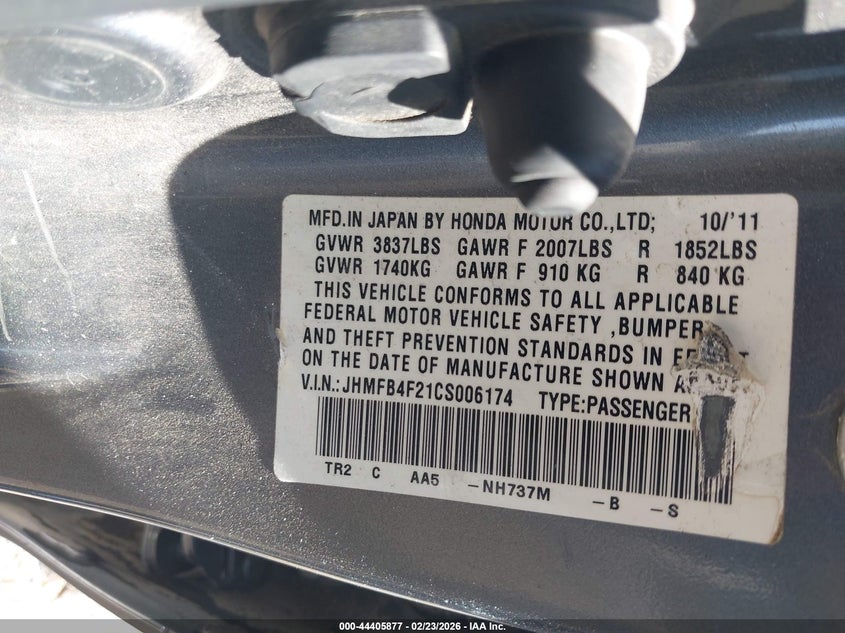 MFD.IN JAPAN BY HONDA MOTOR CO.,LTD; 10/'11
GVWR 3837LBS GAWR F 2007LBS R 1852LBS
GVWR 1740KG GAWR F 910 KG R 840 KG
THIS VEHICLE CONFORMS TO ALL APPLICABLE
FEDERAL MOTOR VEHICLE SAFETY ,BUMPER
AND THEFT PREVENTION STANDARDS IN
ON THE DATE OF MANUFACTURE SHOWN
V.I.N.:JHMFB4F21CS006174 TYPE:PASSENGER
TR2 C AA5 -NH737M -B -S
000-44405877 - 02/23/2026 - IAA Inc.